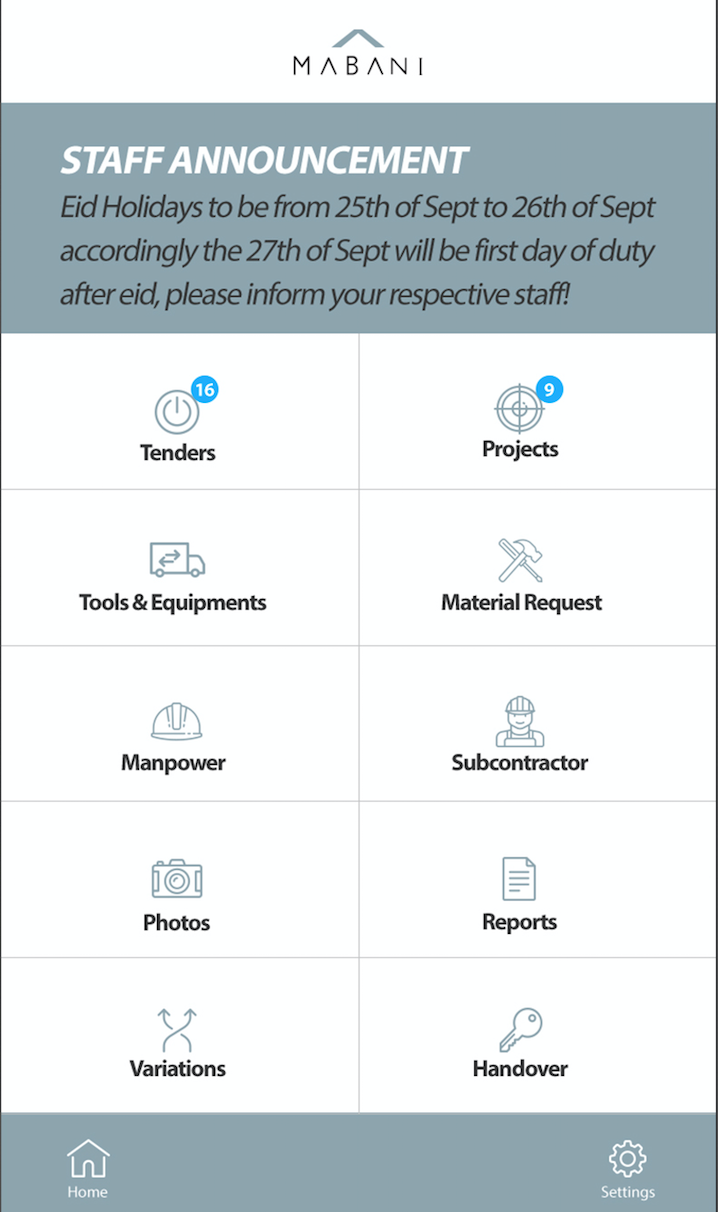 MABANI
STAFF ANNOUNCEMENT
Eid Holidays to be from 25th of Sept to 26th of Sept
accordingly the 27th of Sept will be first day of duty
after eid, please inform your respective staff!
16
9
Tenders
Projects
Tools & Equipments
Material Request
Manpower
Subcontractor
Photos
Reports
Variations
Handover
Home
Settings